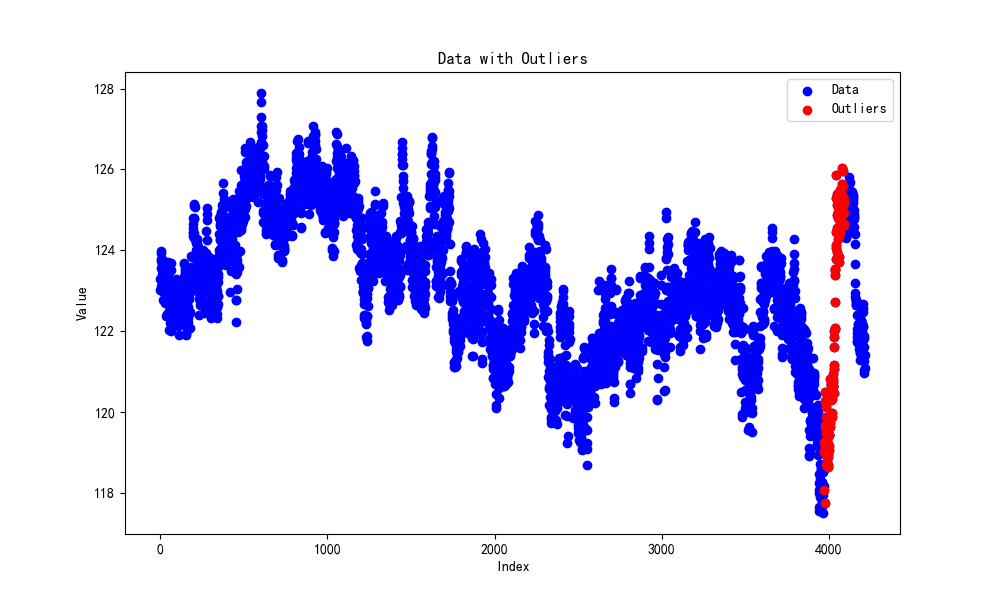 Data with Outliers
Data
Outliers
128
126
124
122
120
118
Value
0
1000
2000
3000
4000
Index